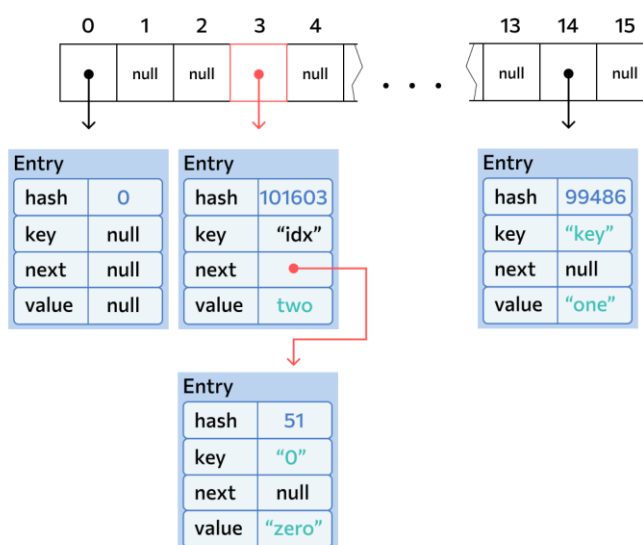 0 1 2 3 4 13 14 15
null null null . . . null null
Entry Entry Entry
hash 0 hash 101603 hash 99486
key null key “idx” key “key”
next null next next null
value null value two value “one”
Entry
hash 51
key “0”
next null
value “zero”